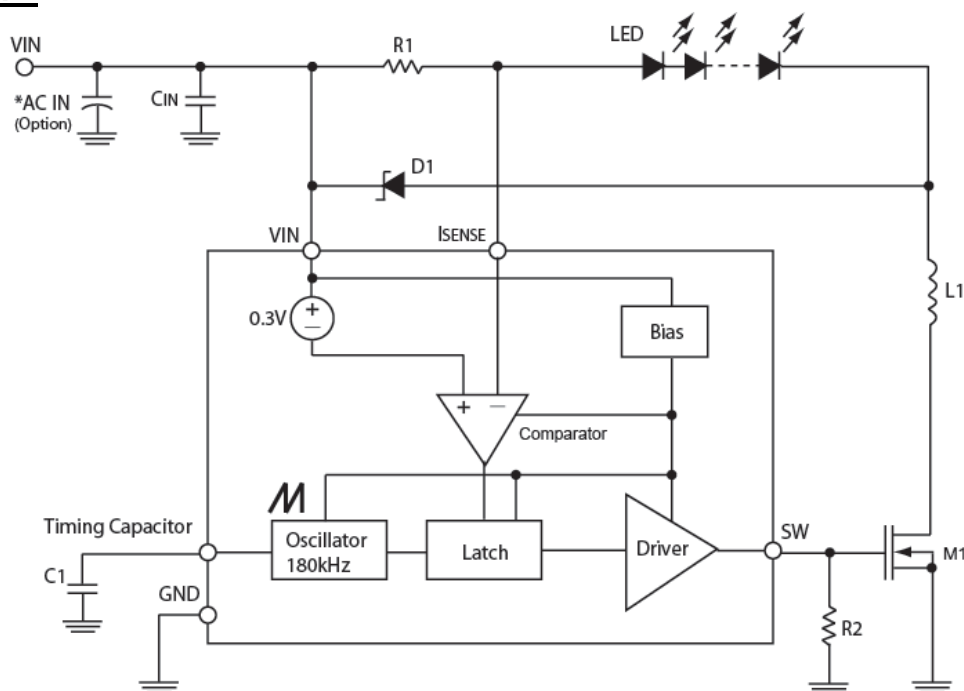 VIN
R1
LED
*AC IN
(Option)
CIN
D1
VIN
ISENSE
L1
0.3V
+
—
Bias
+ —
Comparator
Timing Capacitor
Oscillator
180kHz
Latch
Driver
SW
M1
C1
GND
R2